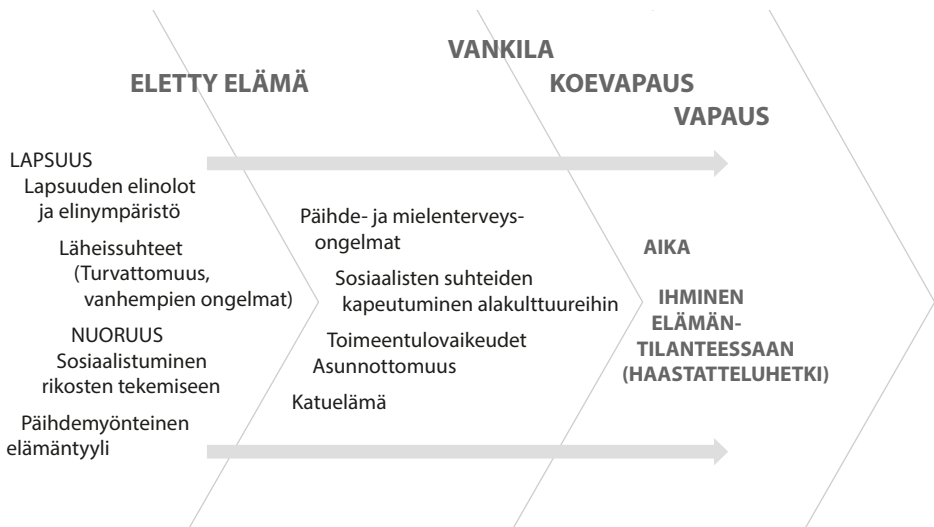 VANKILA
ELETTY ELÄMÄ
KOEVAPAUS
VAPAUS
LAPSUUS
Lapsuuden elinolot
ja elinympäristö
Läheissuhteet
(Turvattomuus,
vanhempien ongelmat)
NUORUUS
Sosiaalistuminen
rikosten tekemiseen
Päihdemyönteinen
elämäntyyli
Päihde- ja mielenterveys-
ongelmat
Sosiaalisten suhteiden
kapeutuminen alakulttuureihin
Toimeentulovaikeudet
Asunnottomuus
Katuelämä
AIKA
IHMINEN
ELÄMÄN-
TILANTEESSAAN
(HAASTATTELUHETKI)